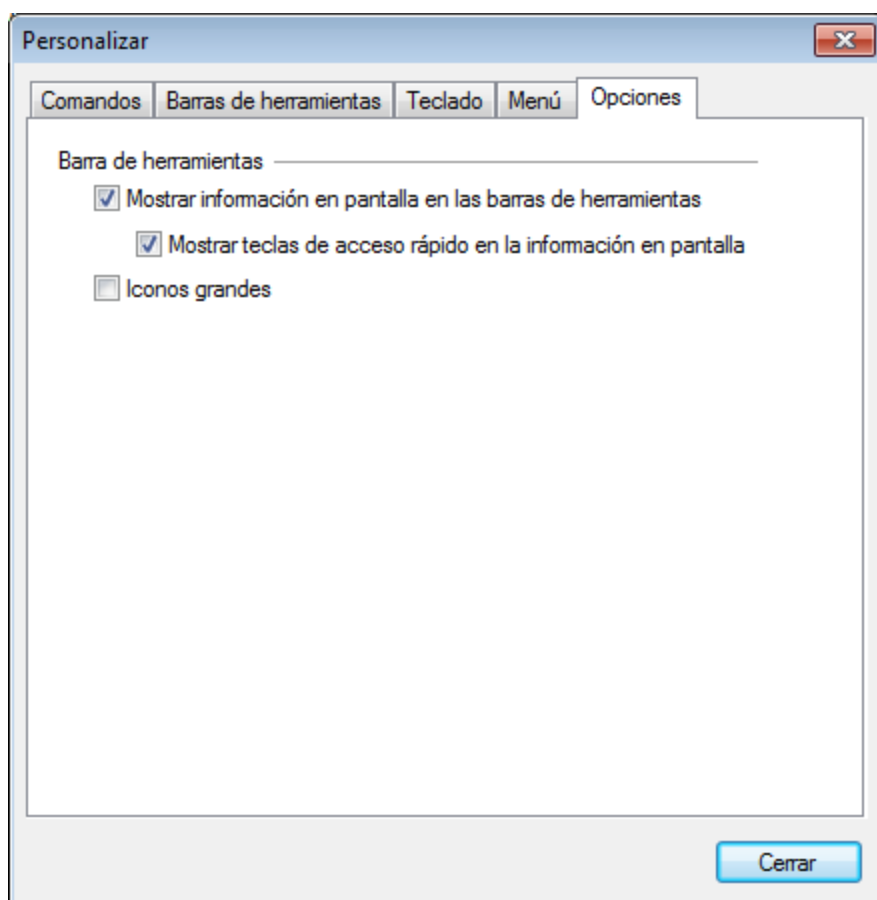 Personalizar
Comandos Barras de herramientas Teclado Menú Opciones
Barra de herramientas
Mostrar información en pantalla en las barras de herramientas
Mostrar teclas de acceso rápido en la información en pantalla
Iconos grandes
Cerrar